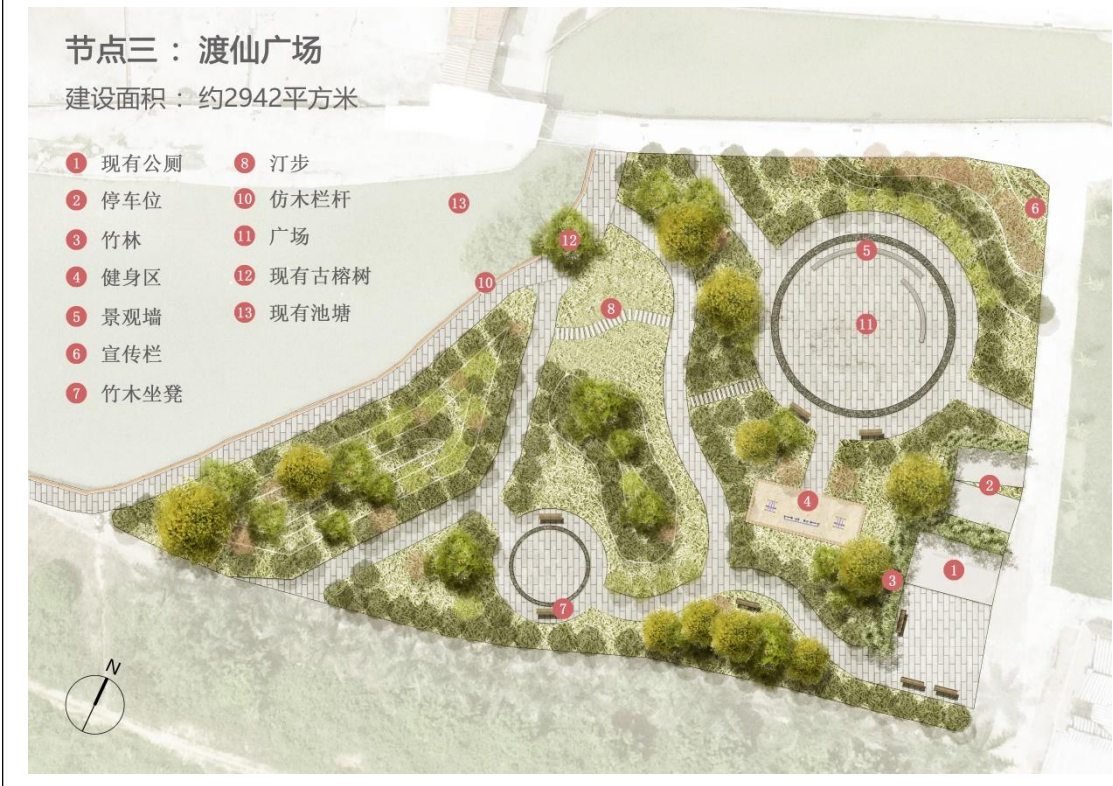 节点三：渡仙广场
建设面积：约2942平方米
1 现有公厕
2 停车位
3 竹林
4 健身区
5 景观墙
6 宣传栏
7 竹木坐凳
8 汀步
10 仿木栏杆
11 广场
12 现有古榕树
13 现有池塘
13
12
10
8
5
11
6
4
2
1
3
7
N